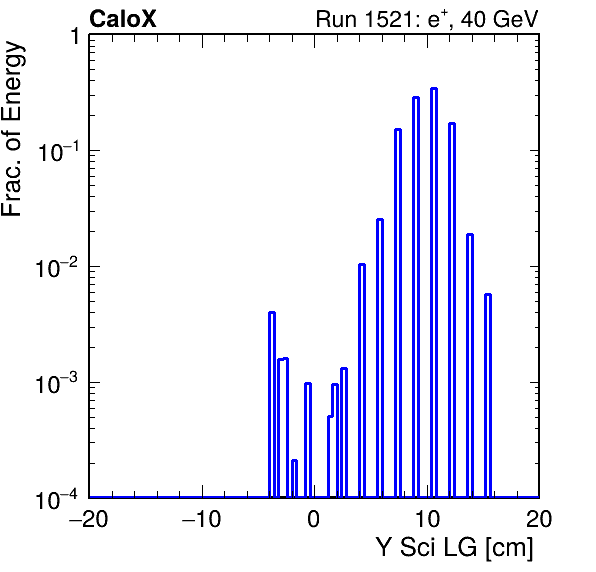 CaloX Run 1521: e⁺, 40 GeV
Frac. of Energy
1
10⁻¹
10⁻²
10⁻³
10⁻⁴
−20 −10 0 10 20
Y Sci LG [cm]